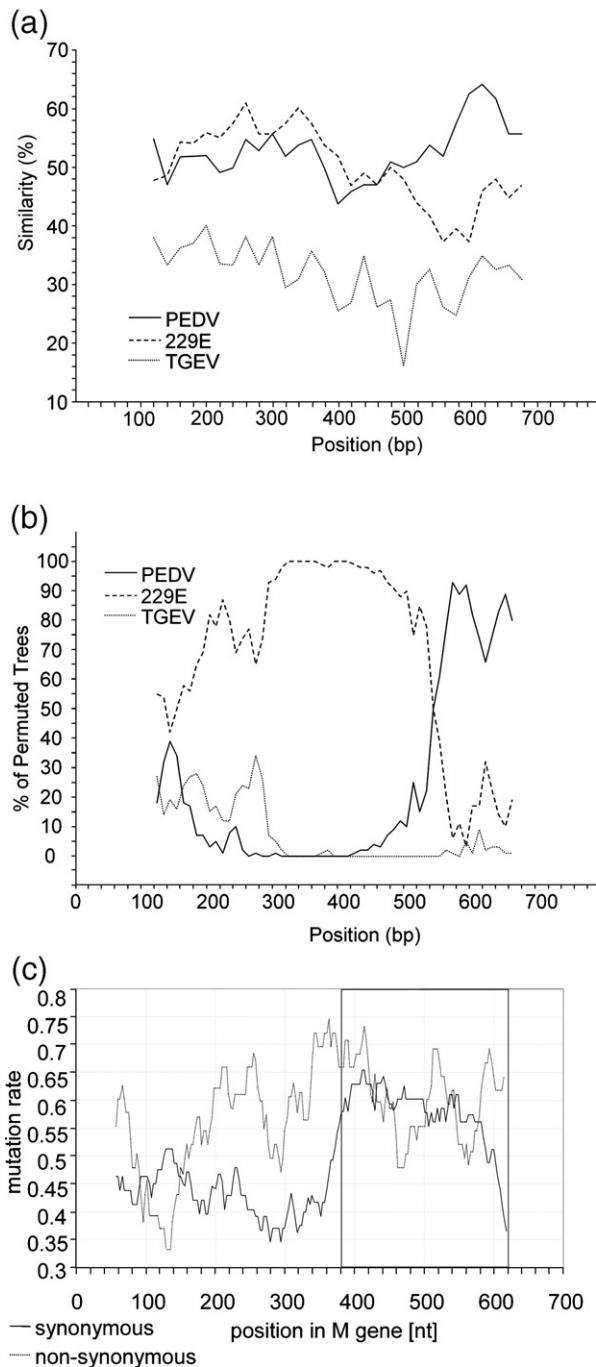 (a)
70
60
50
40
30
20
10
Similarity (%)
PEDV
229E
TGEV
100 200 300 400 500 600 700
Position (bp)
(b)
100
90
80
70
60
50
40
30
20
10
0
% of Permuted Trees
PEDV
229E
TGEV
0 100 200 300 400 500 600 700
Position (bp)
(c)
0.8
0.75
0.7
0.65
0.6
0.55
0.5
0.45
0.4
0.35
0.3
mutation rate
0 100 200 300 400 500 600 700
position in M gene [nt]
synonymous
non-synonymous